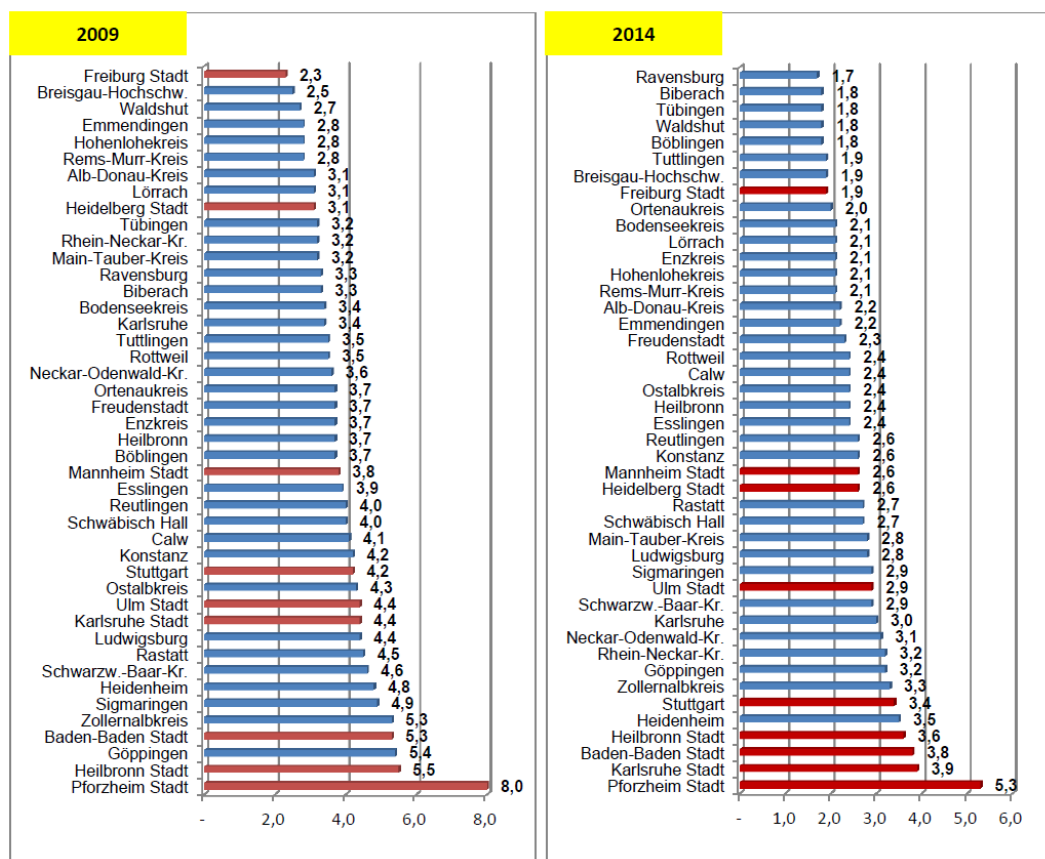 2009
Freiburg Stadt 2,3
Breisgau-Hochschw. 2,5
Waldshut 2,7
Emmendingen 2,8
Hohenlohekreis 2,8
Rems-Murr-Kreis 2,8
Alb-Donau-Kreis 3,1
Lörrach 3,1
Heidelberg Stadt 3,1
Tübingen 3,2
Rhein-Neckar-Kr. 3,2
Main-Tauber-Kreis 3,2
Ravensburg 3,3
Biberach 3,3
Bodenseekreis 3,4
Karlsruhe 3,4
Tuttlingen 3,5
Rottweil 3,5
Neckar-Odenwald-Kr. 3,6
Ortenaukreis 3,7
Freudenstadt 3,7
Enzkreis 3,7
Heilbronn 3,7
Böblingen 3,7
Mannheim Stadt 3,8
Esslingen 3,9
Reutlingen 4,0
Schwäbisch Hall 4,0
Calw 4,1
Konstanz 4,2
Stuttgart 4,2
Ostalbkreis 4,3
Ulm Stadt 4,4
Karlsruhe Stadt 4,4
Ludwigsburg 4,4
Rastatt 4,5
Schwarzw.-Baar-Kr. 4,6
Heidenheim 4,8
Sigmaringen 4,9
Zollernalbkreis 5,3
Baden-Baden Stadt 5,3
Göppingen 5,4
Heilbronn Stadt 5,5
Pforzheim Stadt 8,0
- 2,0 4,0 6,0 8,0
2014
Ravensburg 1,7
Biberach 1,8
Tübingen 1,8
Waldshut 1,8
Böblingen 1,8
Tuttlingen 1,9
Breisgau-Hochschw. 1,9
Freiburg Stadt 1,9
Ortenaukreis 2,0
Bodenseekreis 2,1
Lörrach 2,1
Enzkreis 2,1
Hohenlohekreis 2,1
Rems-Murr-Kreis 2,1
Alb-Donau-Kreis 2,2
Emmendingen 2,2
Freudenstadt 2,3
Rottweil 2,4
Calw 2,4
Ostalbkreis 2,4
Heilbronn 2,4
Esslingen 2,4
Reutlingen 2,6
Konstanz 2,6
Mannheim Stadt 2,6
Heidelberg Stadt 2,6
Rastatt 2,7
Schwäbisch Hall 2,7
Main-Tauber-Kreis 2,8
Ludwigsburg 2,8
Sigmaringen 2,9
Ulm Stadt 2,9
Schwarzw.-Baar-Kr. 2,9
Karlsruhe 3,0
Neckar-Odenwald-Kr. 3,1
Rhein-Neckar-Kr. 3,2
Göppingen 3,2
Zollernalbkreis 3,3
Stuttgart 3,4
Heidenheim 3,5
Heilbronn Stadt 3,6
Baden-Baden Stadt 3,8
Karlsruhe Stadt 3,9
Pforzheim Stadt 5,3
- 1,0 2,0 3,0 4,0 5,0 6,0